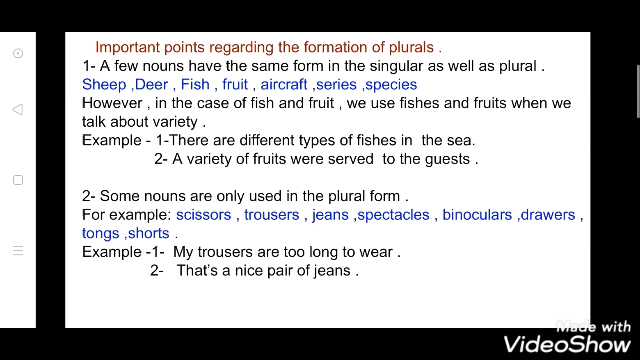 Important points regarding the formation of plurals .
1- A few nouns have the same form in the singular as well as plural .
Sheep ,Deer , Fish , fruit , aircraft ,series ,species
However , in the case of fish and fruit , we use fishes and fruits when we
talk about variety .
Example - 1-There are different types of fishes in the sea.
2- A variety of fruits were served to the guests .
2- Some nouns are only used in the plural form .
For example: scissors , trousers , jeans ,spectacles , binoculars ,drawers ,
tongs ,shorts .
Example -1- My trousers are too long to wear .
2- That's a nice pair of jeans .
Made with
VideoShow